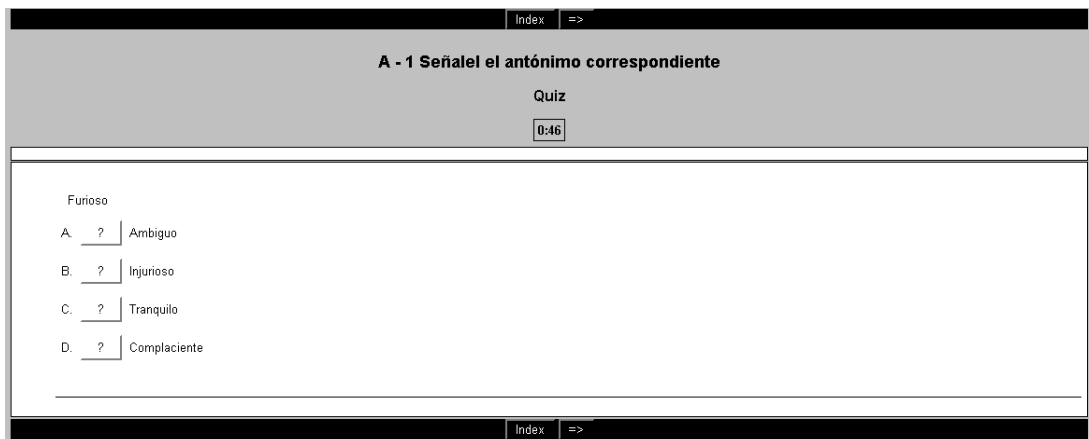 Index =>
A - 1 Señalel el antónimo correspondiente
Quiz
0:46
Furioso
A. ? Ambiguo
B. ? Injurioso
C. ? Tranquilo
D. ? Complaciente
Index =>